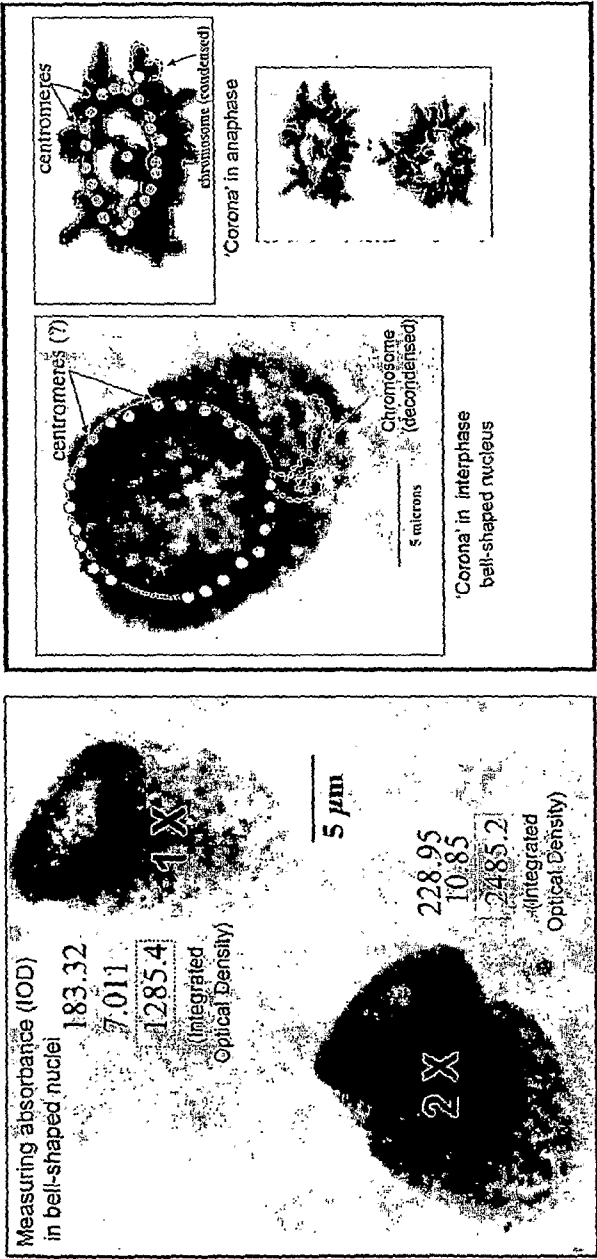 Measuring absorbance (IOD)
in bell-shaped nuclei
183.32
7.011
1285.4
(Integrated
Optical Density)
1 X
5 µm
2 X
228.95
10.85
2485.2
(Integrated
Optical Density)
centromeres (?)
Chromosome
(decondensed)
5 microns
'Corona' in interphase
bell-shaped nucleus
centromeres
chromosome (condensed)
'Corona' in anaphase